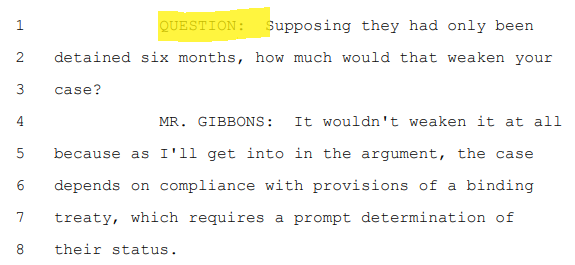 1 QUESTION: Supposing they had only been
2 detained six months, how much would that weaken your
3 case?
4 MR. GIBBONS: It wouldn't weaken it at all
5 because as I'll get into in the argument, the case
6 depends on compliance with provisions of a binding
7 treaty, which requires a prompt determination of
8 their status.